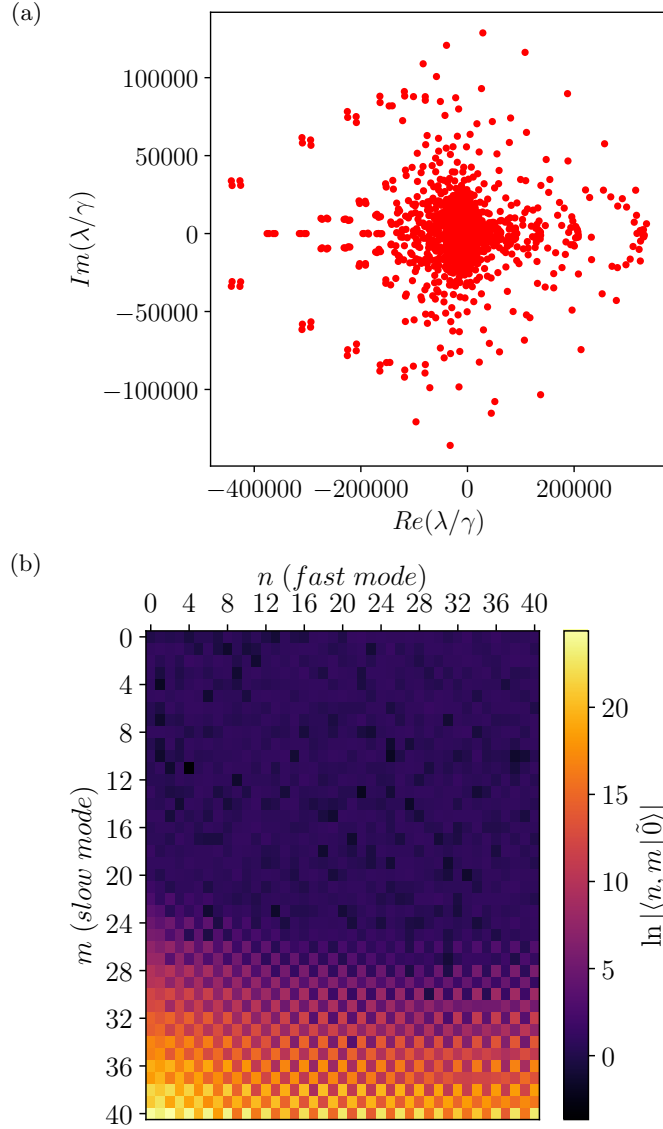 (a)
100000
50000
0
−50000
−100000
Im(λ/γ)
−400000 −200000 0 200000
Re(λ/γ)
(b)
n (fast mode)
0 4 8 12 16 20 24 28 32 36 40
0
4
8
12
16
20
24
28
32
36
40
m (slow mode)
20
15
10
5
0
ln |⟨n, m | 0̃⟩|